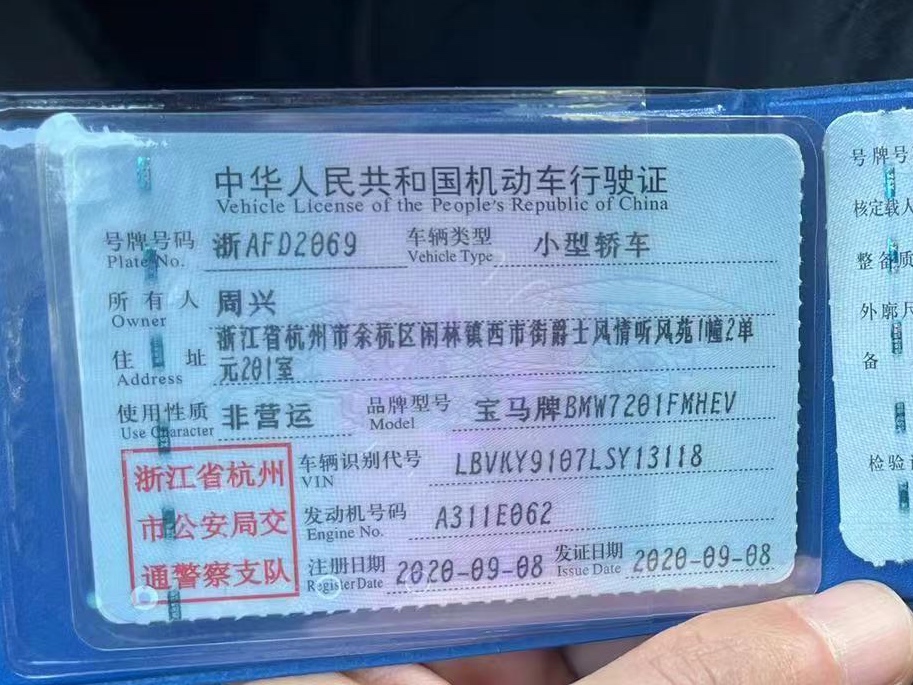 中华人民共和国机动车行驶证
Vehicle License of the People's Republic of China
号牌号码 浙AFD2069 车辆类型 小型轿车
Plate No. Vehicle Type
所有人 周兴
Owner
住址 浙江省杭州市余杭区闲林镇西市街爵士风情听风苑1幢2单
Address 元201室
使用性质 非营运 品牌型号 宝马牌BMW7201FMHEV
Use Character Model
车辆识别代号 LBVKY9107LSY13118
VIN
发动机号码 A311E062
Engine No.
注册日期 2020-09-08 发证日期 2020-09-08
Register Date Issue Date
浙江省杭州
市公安局交
通警察支队
号牌号
核定载人
整备质
外廓尺
备
检验